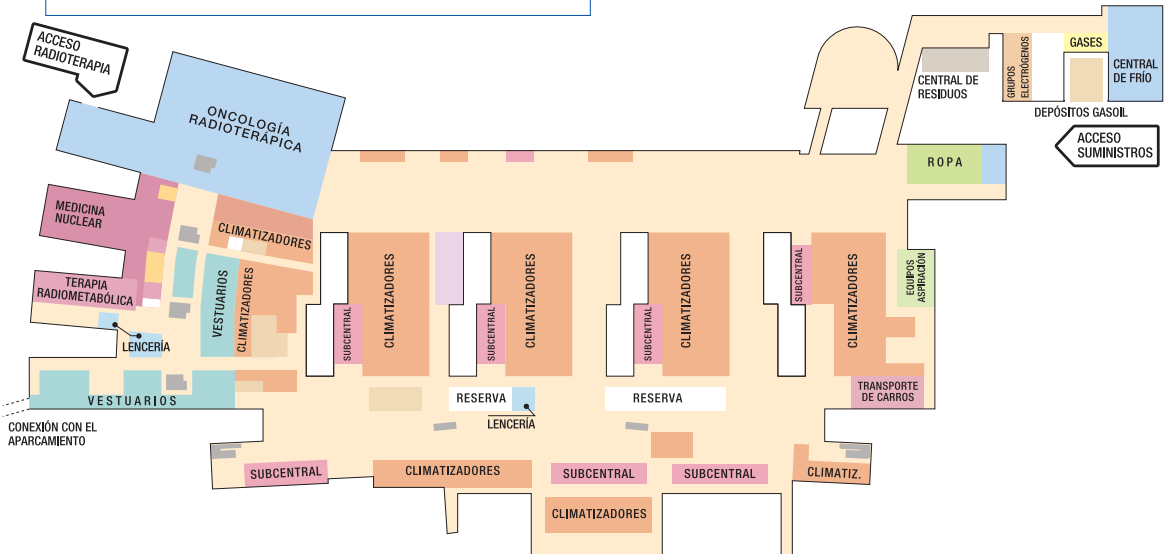 ACCESO
RADIOTERAPIA
ONCOLOGÍA
RADIOTERÁPICA
CENTRAL DE
RESIDUOS
GRUPOS
ELECTRÓGENOS
GASES
CENTRAL
DE FRÍO
DEPÓSITOS GASOIL
ACCESO
SUMINISTROS
ROPA
MEDICINA
NUCLEAR
CLIMATIZADORES
TERAPIA
RADIOMETABÓLICA
VESTUARIOS
CLIMATIZADORES
LENCERÍA
SUBCENTRAL
CLIMATIZADORES
SUBCENTRAL
CLIMATIZADORES
SUBCENTRAL
CLIMATIZADORES
SUBCENTRAL
CLIMATIZADORES
EQUIPOS
ASPIRACIÓN
TRANSPORTE
DE CARROS
VESTUARIOS
CONEXIÓN CON EL
APARCAMIENTO
RESERVA
LENCERÍA
RESERVA
SUBCENTRAL
CLIMATIZADORES
SUBCENTRAL
SUBCENTRAL
CLIMATIZ.
CLIMATIZADORES